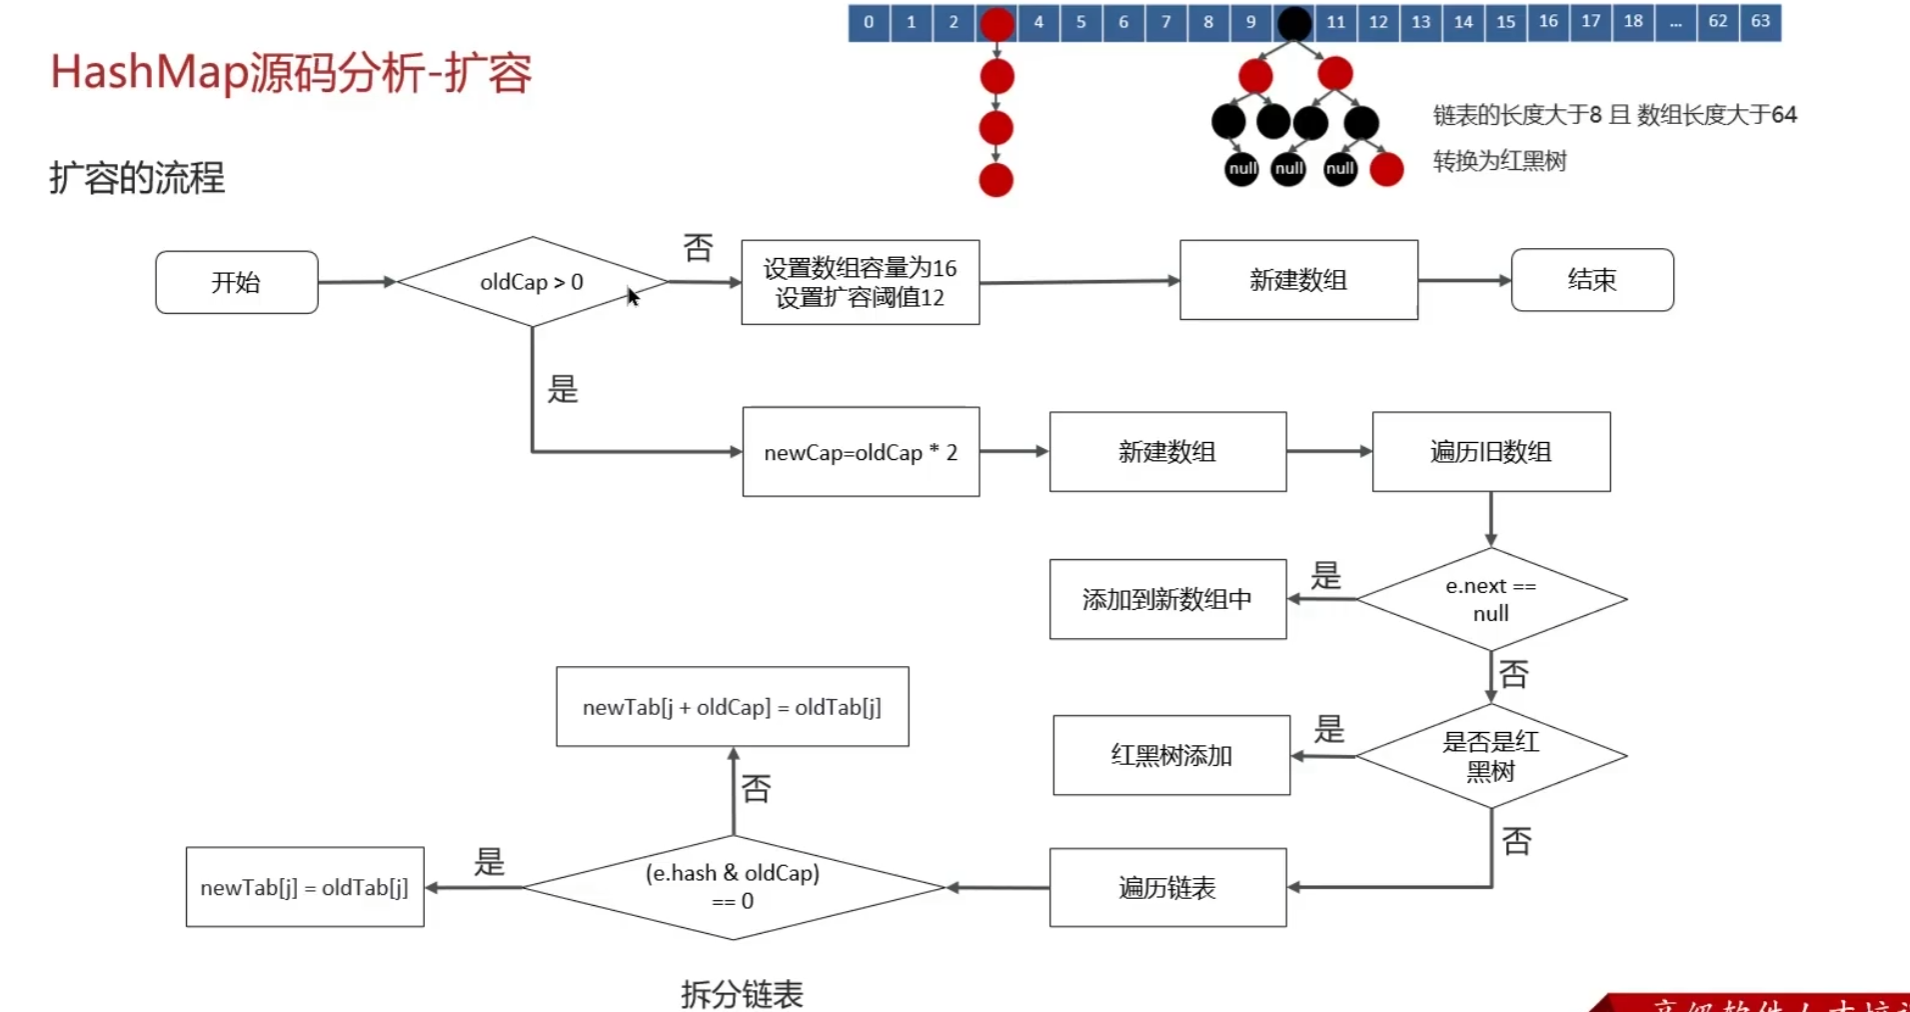 0 1 2 4 5 6 7 8 9 11 12 13 14 15 16 17 18 ... 62 63
HashMap源码分析-扩容
链表的长度大于8 且 数组长度大于64
转换为红黑树
null null null
扩容的流程
开始
oldCap > 0
否
设置数组容量为16
设置扩容阈值12
新建数组
结束
是
newCap=oldCap * 2
新建数组
遍历旧数组
e.next ==
null
是
添加到新数组中
否
是否是红
黑树
是
红黑树添加
否
遍历链表
(e.hash & oldCap)
== 0
否
newTab[j + oldCap] = oldTab[j]
是
newTab[j] = oldTab[j]
拆分链表